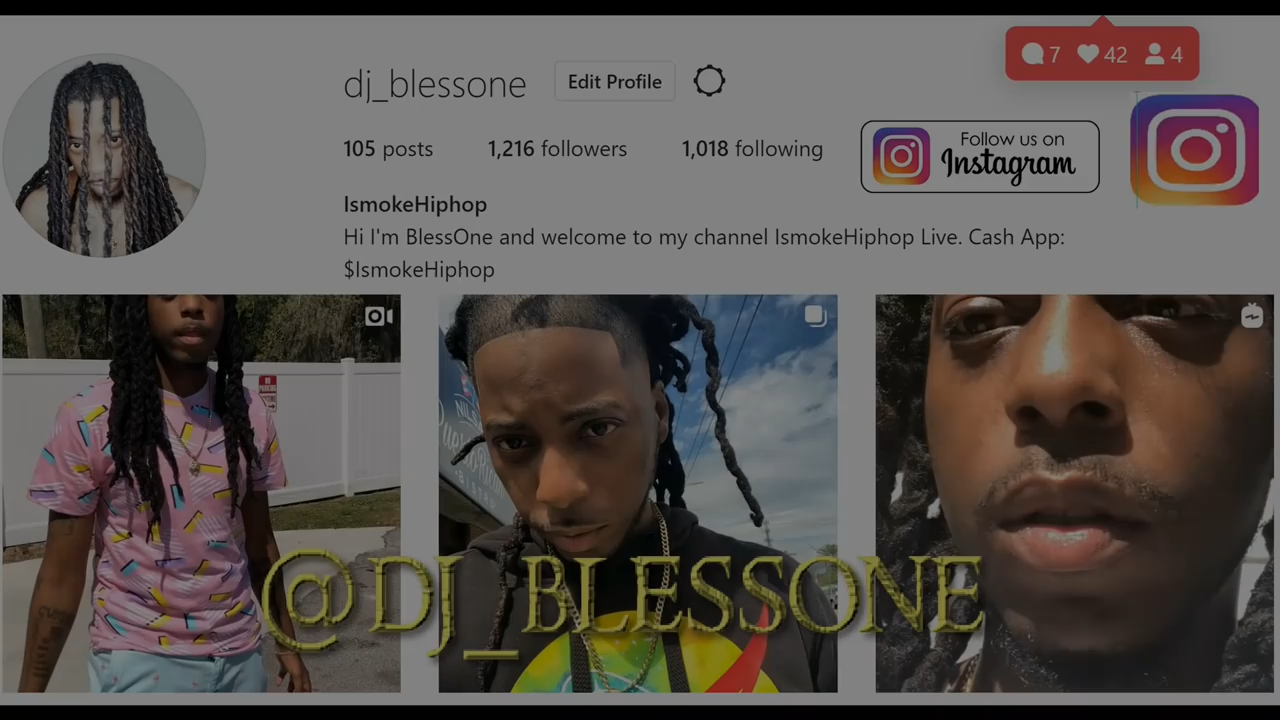 7 42 4
dj_blessone Edit Profile
105 posts 1,216 followers 1,018 following
Follow us on
Instagram
IsmokeHiphop
Hi I'm BlessOne and welcome to my channel IsmokeHiphop Live. Cash App:
$IsmokeHiphop
@DJ_BLESSONE